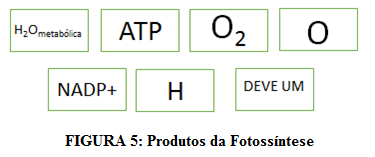 H₂Ometabólica ATP O₂ O
NADP+ H DEVE UM
FIGURA 5: Produtos da Fotossíntese